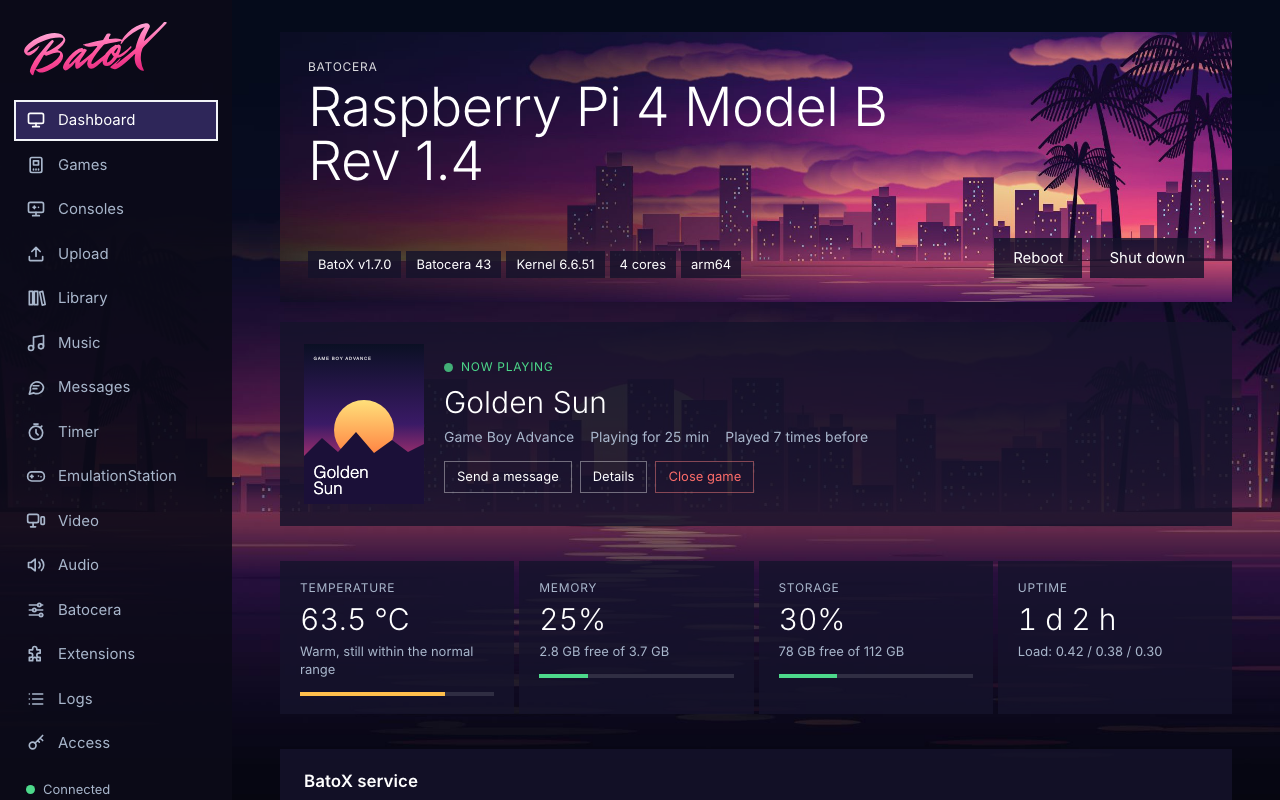 BatoX
Dashboard
Games
Consoles
Upload
Library
Music
Messages
Timer
EmulationStation
Video
Audio
Batocera
Extensions
Logs
Access
Connected
BATOCERA
Raspberry Pi 4 Model B
Rev 1.4
BatoX v1.7.0
Batocera 43
Kernel 6.6.51
4 cores
arm64
Reboot
Shut down
GAME BOY ADVANCE
Golden
Sun
NOW PLAYING
Golden Sun
Game Boy Advance Playing for 25 min Played 7 times before
Send a message
Details
Close game
TEMPERATURE
63.5 °C
Warm, still within the normal
range
MEMORY
25%
2.8 GB free of 3.7 GB
STORAGE
30%
78 GB free of 112 GB
UPTIME
1 d 2 h
Load: 0.42 / 0.38 / 0.30
BatoX service